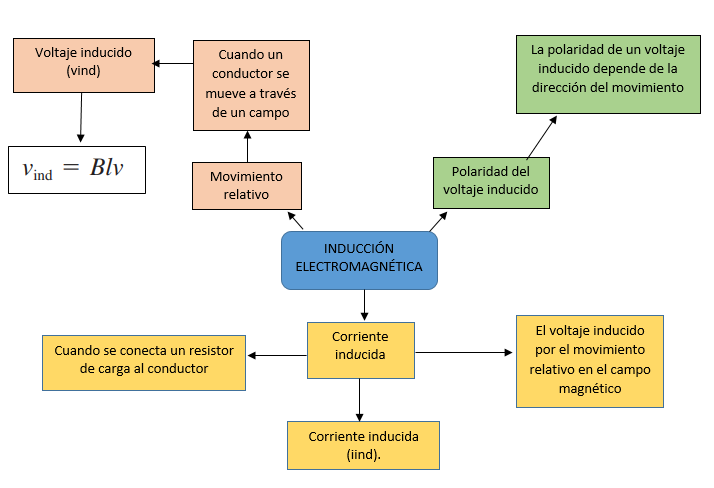 Voltaje inducido
(vind)
Cuando un
conductor se
mueve a través
de un campo
La polaridad de un voltaje
inducido depende de la
dirección del movimiento
vind = Blv
Movimiento
relativo
Polaridad del
voltaje inducido
INDUCCIÓN
ELECTROMAGNÉTICA
Cuando se conecta un resistor
de carga al conductor
Corriente
inducida
El voltaje inducido
por el movimiento
relativo en el campo
magnético
Corriente inducida
(iind).